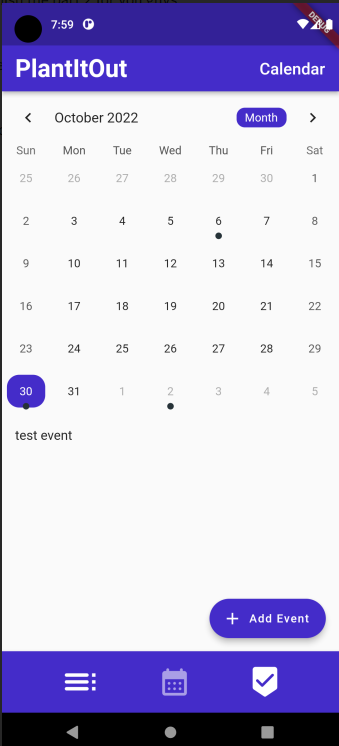 7:59
DEBUG
PlantItOut
Calendar
October 2022
Month
Sun Mon Tue Wed Thu Fri Sat
25 26 27 28 29 30 1
2 3 4 5 6 7 8
9 10 11 12 13 14 15
16 17 18 19 20 21 22
23 24 25 26 27 28 29
30 31 1 2 3 4 5
test event
+ Add Event